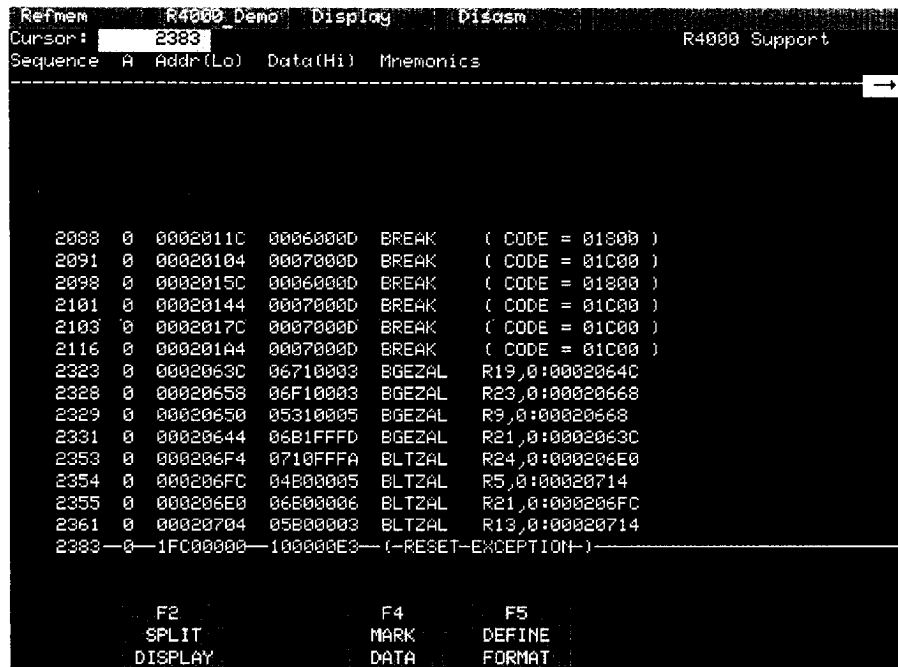 Refmem R4000_Demo Display Disasm
Cursor: 2383 R4000 Support
Sequence A Addr(Lo) Data(Hi) Mnemonics
→
2088 0 0002011C 0006000D BREAK ( CODE = 01800 )
2091 0 00020104 0007000D BREAK ( CODE = 01C00 )
2098 0 0002015C 0006000D BREAK ( CODE = 01800 )
2101 0 00020144 0007000D BREAK ( CODE = 01C00 )
2103 0 0002017C 0007000D BREAK ( CODE = 01C00 )
2116 0 000201A4 0007000D BREAK ( CODE = 01C00 )
2323 0 0002063C 06710003 BGEZAL R19,0:0002064C
2328 0 00020658 06F10003 BGEZAL R23,0:00020668
2329 0 00020650 05310005 BGEZAL R9,0:00020668
2331 0 00020644 06B1FFFD BGEZAL R21,0:0002063C
2353 0 000206F4 0710FFFA BLTZAL R24,0:000206E0
2354 0 000206FC 04B00005 BLTZAL R5,0:00020714
2355 0 000206E0 06B00006 BLTZAL R21,0:000206FC
2361 0 00020704 05B00003 BLTZAL R13,0:00020714
2383 0 1FC00000 100000E3 ( RESET EXCEPTION )
F2 F4 F5
SPLIT MARK DEFINE
DISPLAY DATA FORMAT